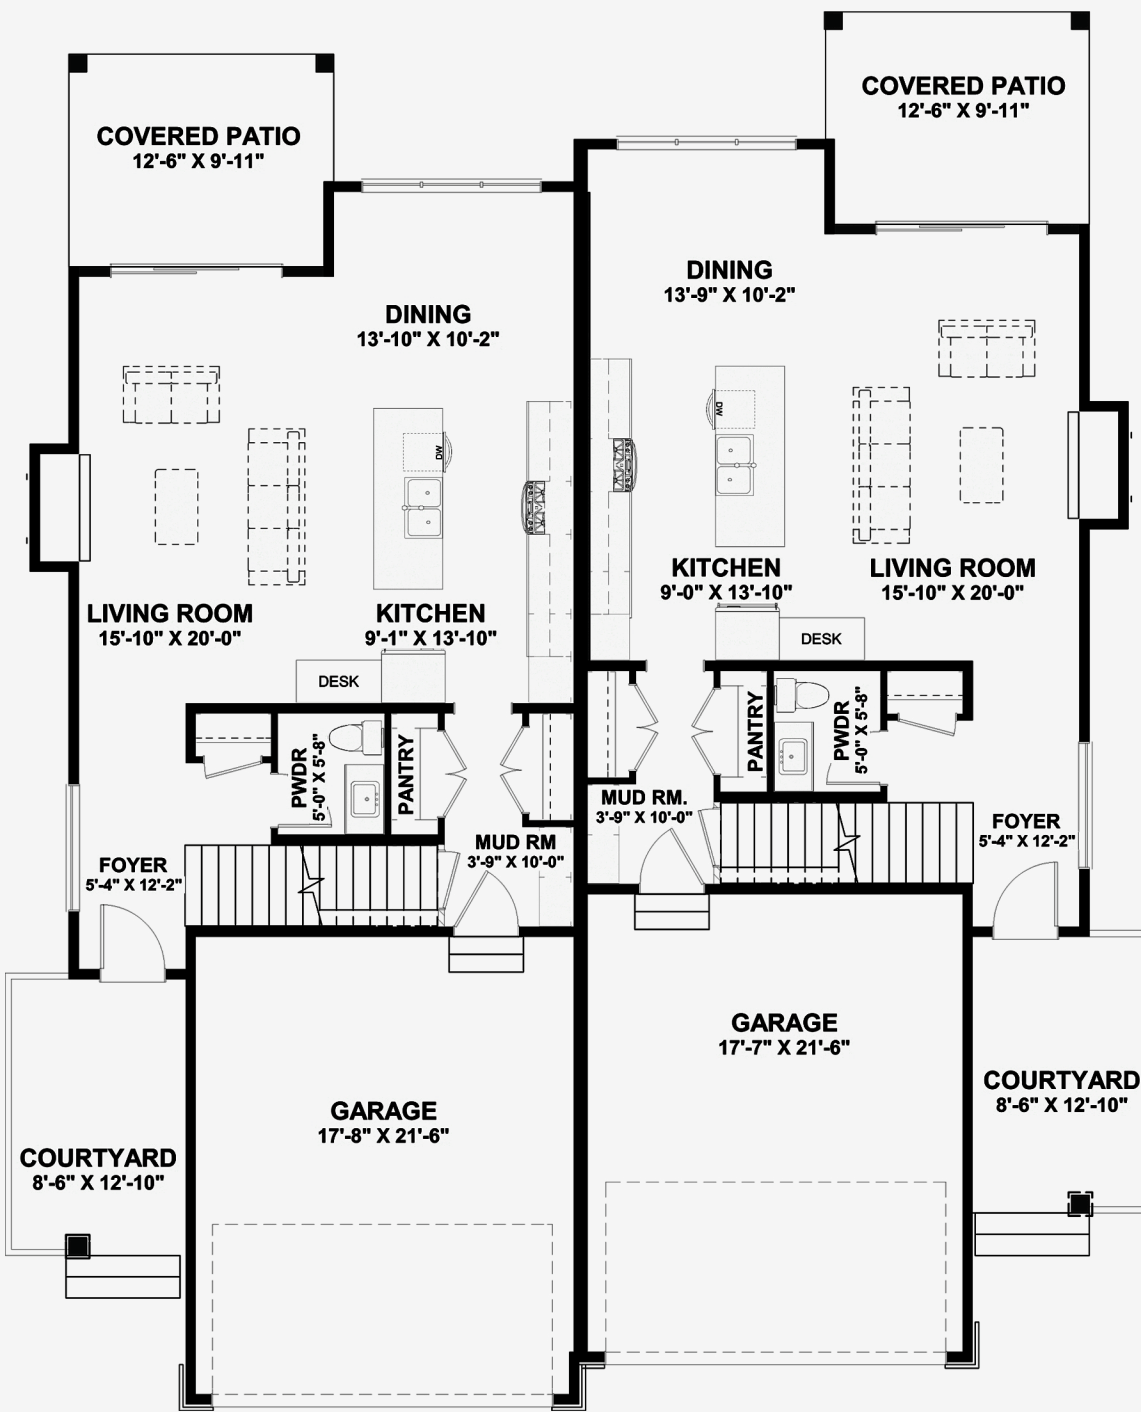 COVERED PATIO
12'-6" X 9'-11"
DINING
13'-10" X 10'-2"
DW
LIVING ROOM
15'-10" X 20'-0"
KITCHEN
9'-1" X 13'-10"
DESK
PWDR
5'-0" X 5'-8"
PANTRY
MUD RM
3'-9" X 10'-0"
FOYER
5'-4" X 12'-2"
GARAGE
17'-8" X 21'-6"
COURTYARD
8'-6" X 12'-10"
COVERED PATIO
12'-6" X 9'-11"
DINING
13'-9" X 10'-2"
DW
KITCHEN
9'-0" X 13'-10"
LIVING ROOM
15'-10" X 20'-0"
DESK
PANTRY
PWDR
5'-0" X 5'-8"
MUD RM.
3'-9" X 10'-0"
FOYER
5'-4" X 12'-2"
GARAGE
17'-7" X 21'-6"
COURTYARD
8'-6" X 12'-10"